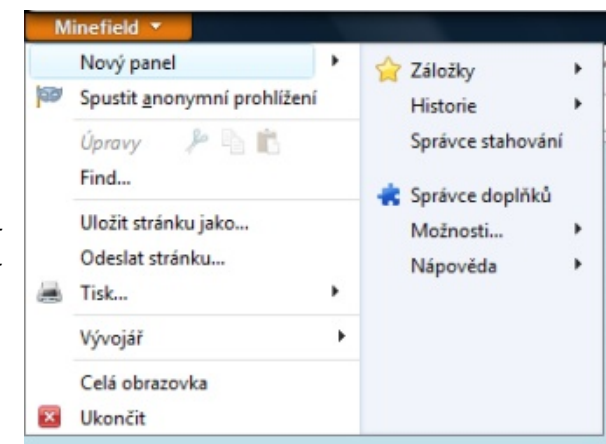 Minefield
Nový panel
Spustit anonymní prohlížení
Úpravy
Find...
Uložit stránku jako...
Odeslat stránku...
Tisk...
Vývojář
Celá obrazovka
Ukončit
Záložky
Historie
Správce stahování
Správce doplňků
Možnosti...
Nápověda